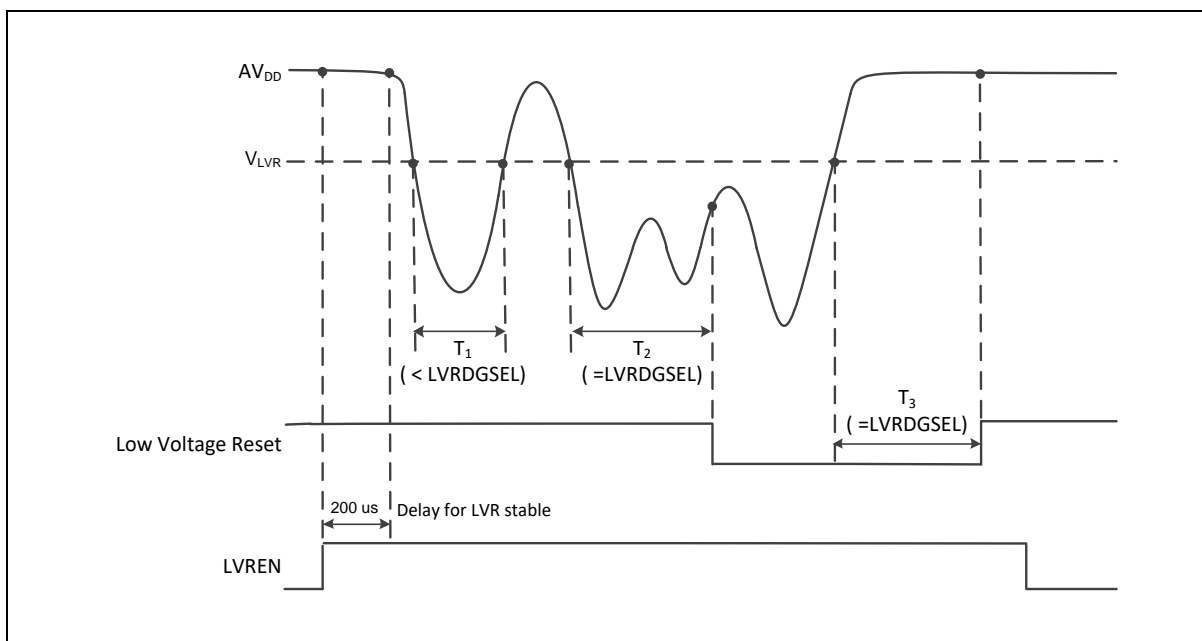 AVDD
VLVR
T1
( < LVRDGSEL)
T2
( =LVRDGSEL)
T3
( =LVRDGSEL)
Low Voltage Reset
200 us
Delay for LVR stable
LVREN